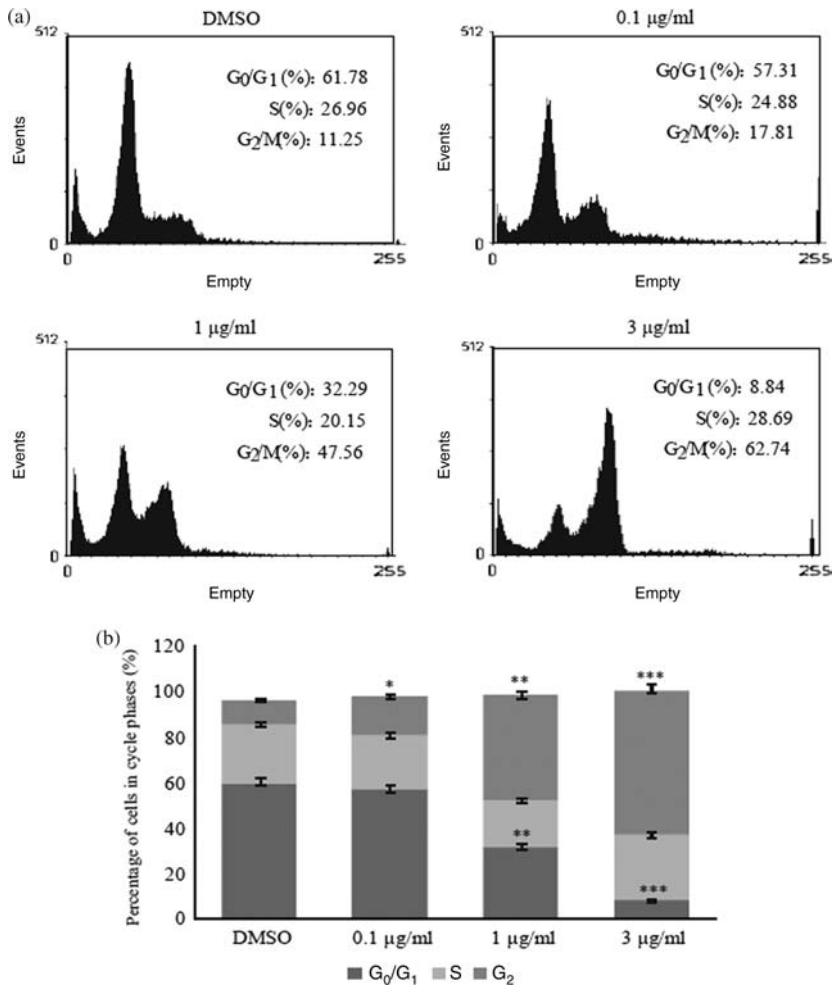 (a)
DMSO
512
Events
G0/G1(%): 61.78
S(%): 26.96
G2/M(%): 11.25
0
0
255
Empty
0.1 µg/ml
512
Events
G0/G1(%): 57.31
S(%): 24.88
G2/M(%): 17.81
0
0
255
Empty
1 µg/ml
512
Events
G0/G1(%): 32.29
S(%): 20.15
G2/M(%): 47.56
0
0
255
Empty
3 µg/ml
512
Events
G0/G1(%): 8.84
S(%): 28.69
G2/M(%): 62.74
0
0
255
Empty
(b)
Percentage of cells in cycle phases (%)
120
100
80
60
40
20
0
*
**
***
**
***
DMSO
0.1 µg/ml
1 µg/ml
3 µg/ml
G0/G1 S G2